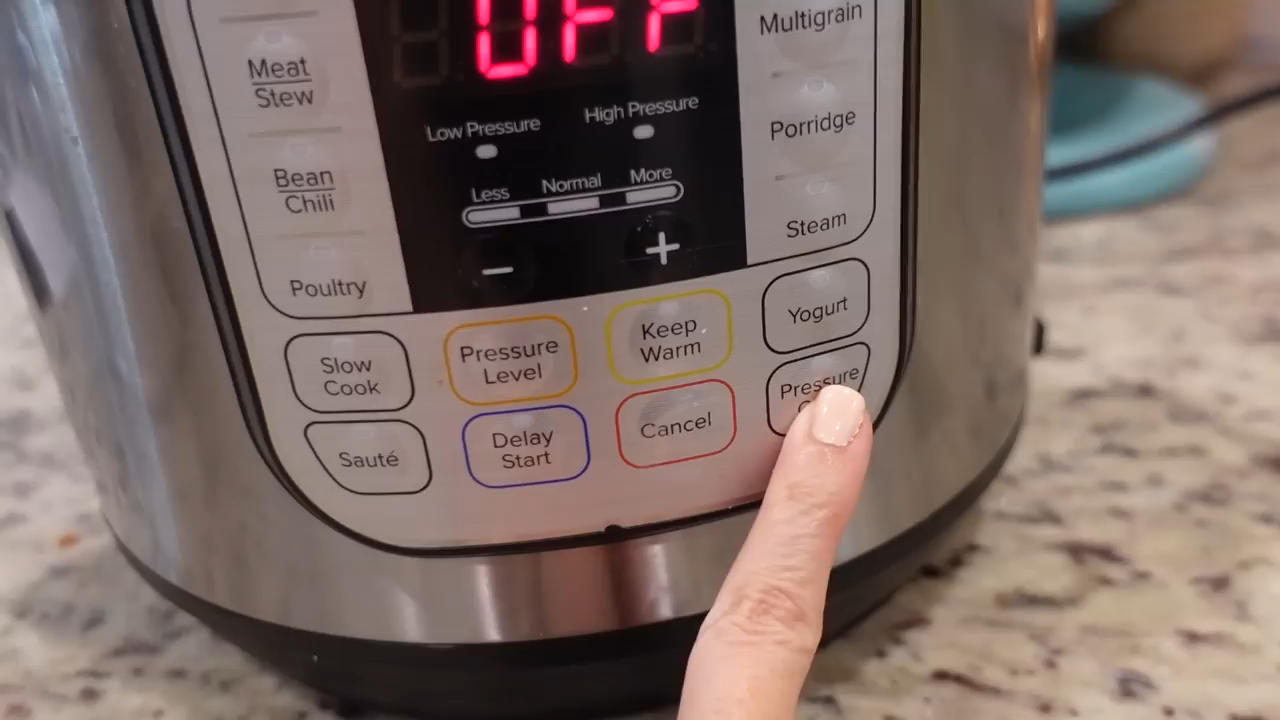 OFF
Multigrain
Meat
Stew
Low Pressure
High Pressure
Porridge
Bean
Chili
Less
Normal
More
Steam
−
+
Poultry
Yogurt
Slow
Cook
Pressure
Level
Keep
Warm
Pressure
Sauté
Delay
Start
Cancel